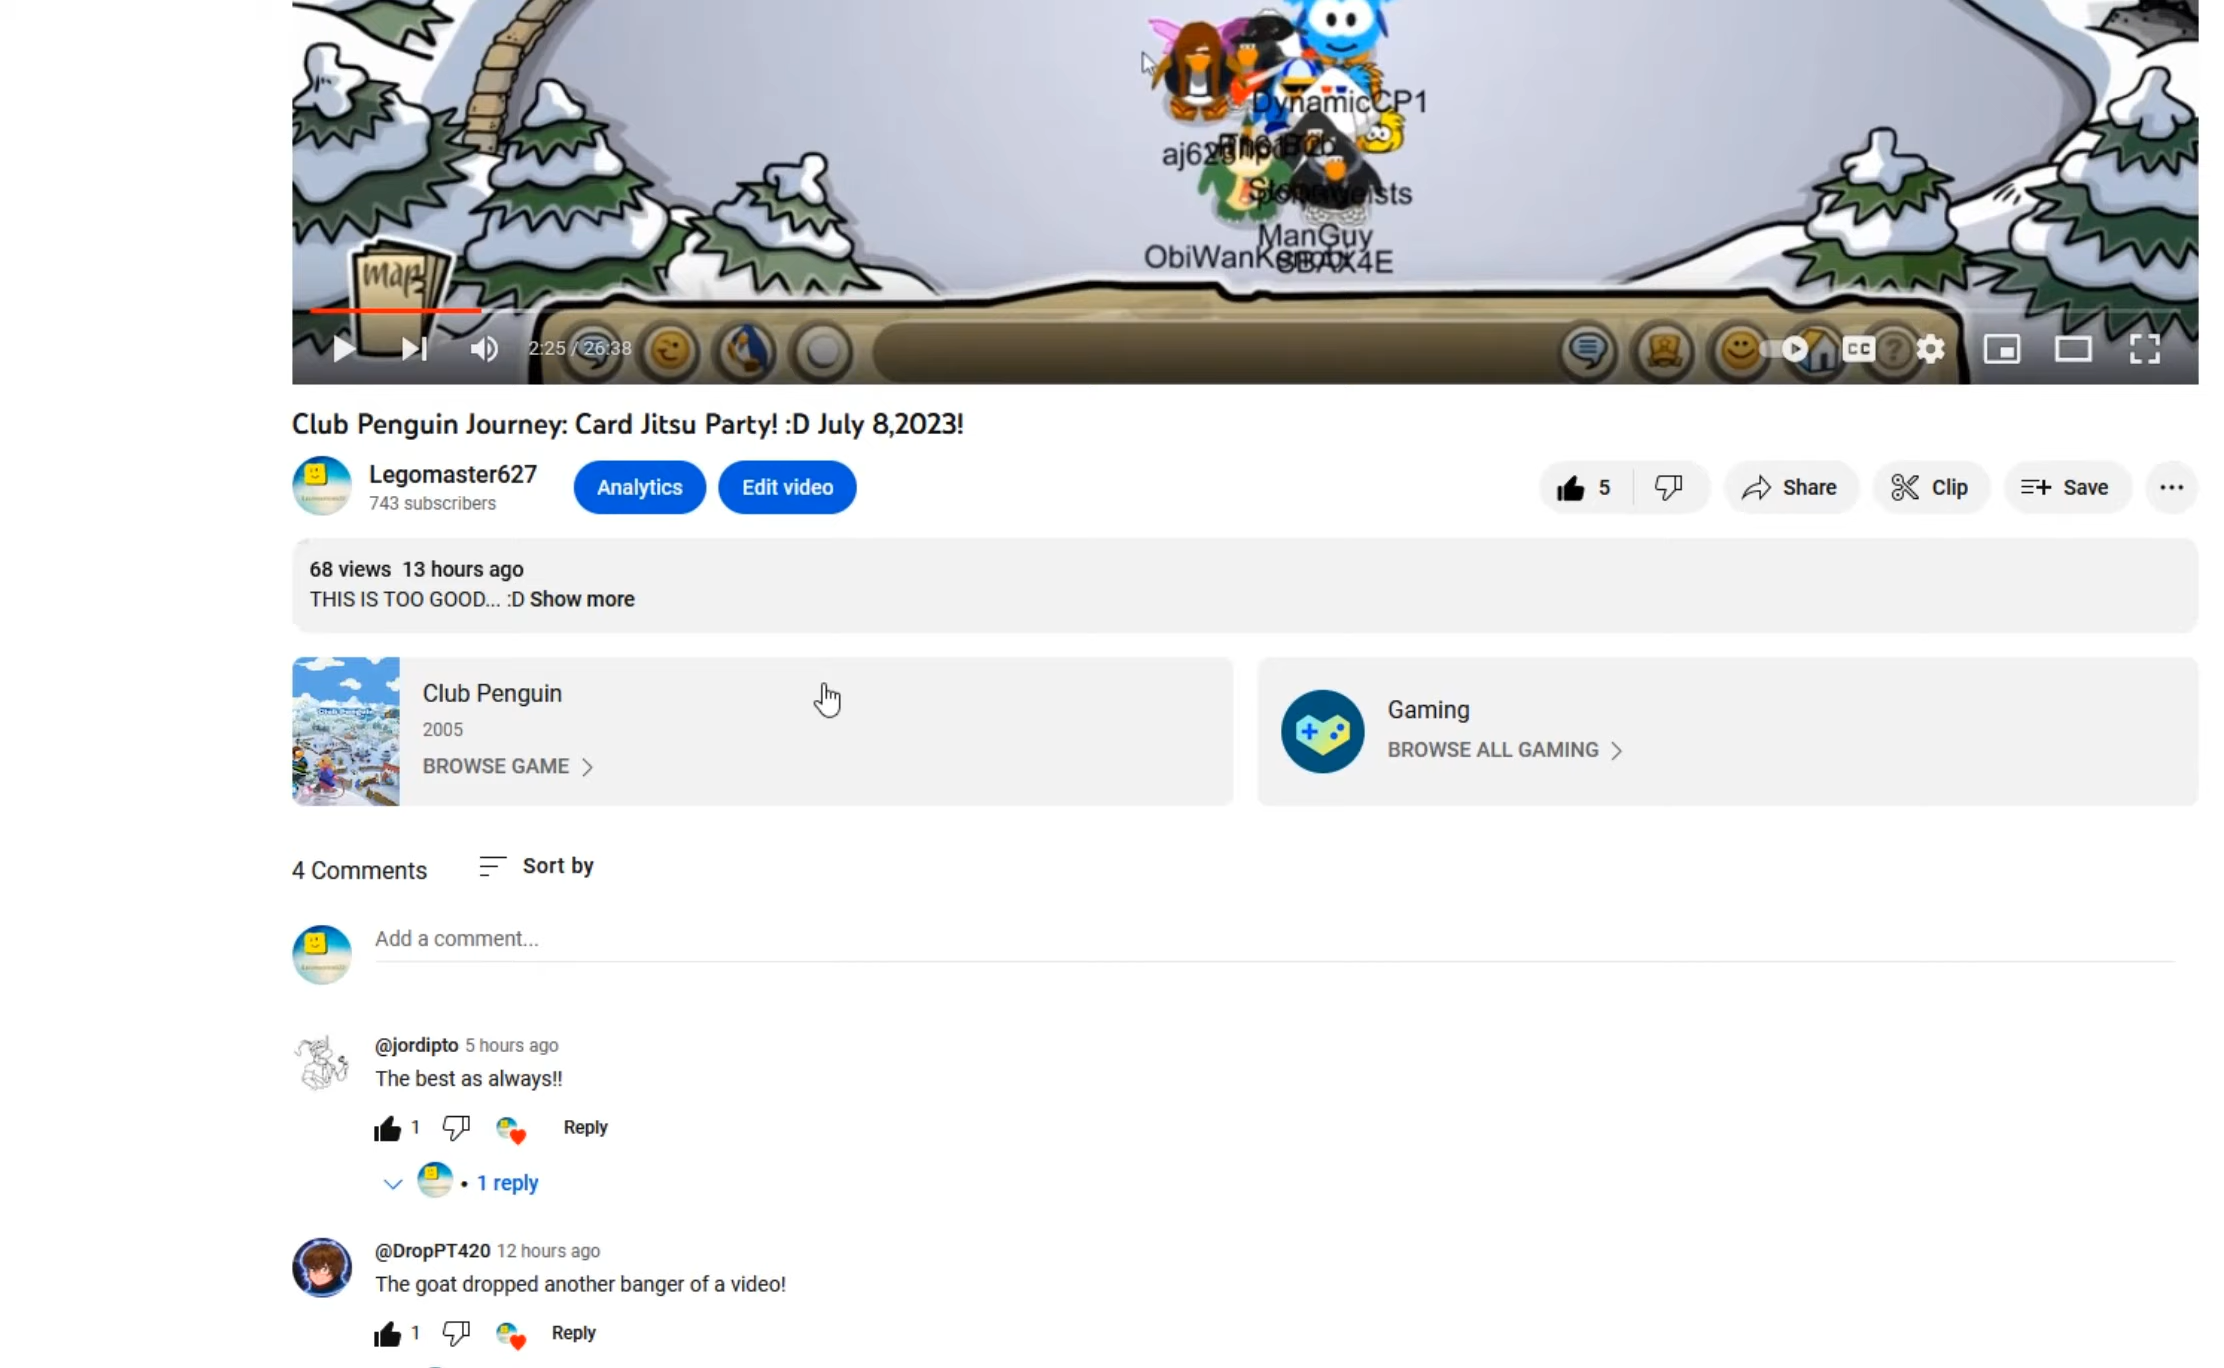 DynamicCP1
ManGuy
map
2:25 / 26:38
CC
Club Penguin Journey: Card Jitsu Party! :D July 8,2023!
Legomaster627
743 subscribers
Analytics
Edit video
5
Share
Clip
Save
68 views 13 hours ago
THIS IS TOO GOOD... :D Show more
Club Penguin
2005
BROWSE GAME
Gaming
BROWSE ALL GAMING
4 Comments
Sort by
Add a comment...
@jordipto 5 hours ago
The best as always!!
1
Reply
• 1 reply
@DropPT420 12 hours ago
The goat dropped another banger of a video!
1
Reply